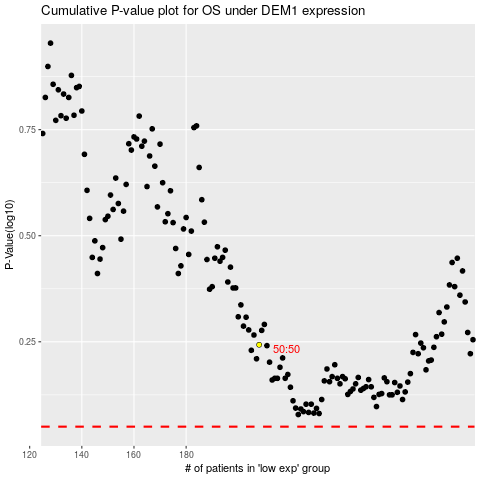 Cumulative P-value plot for OS under DEM1 expression
P-Value(log10)
0.75
0.50
0.25
50:50
120 140 160 180
# of patients in 'low exp' group